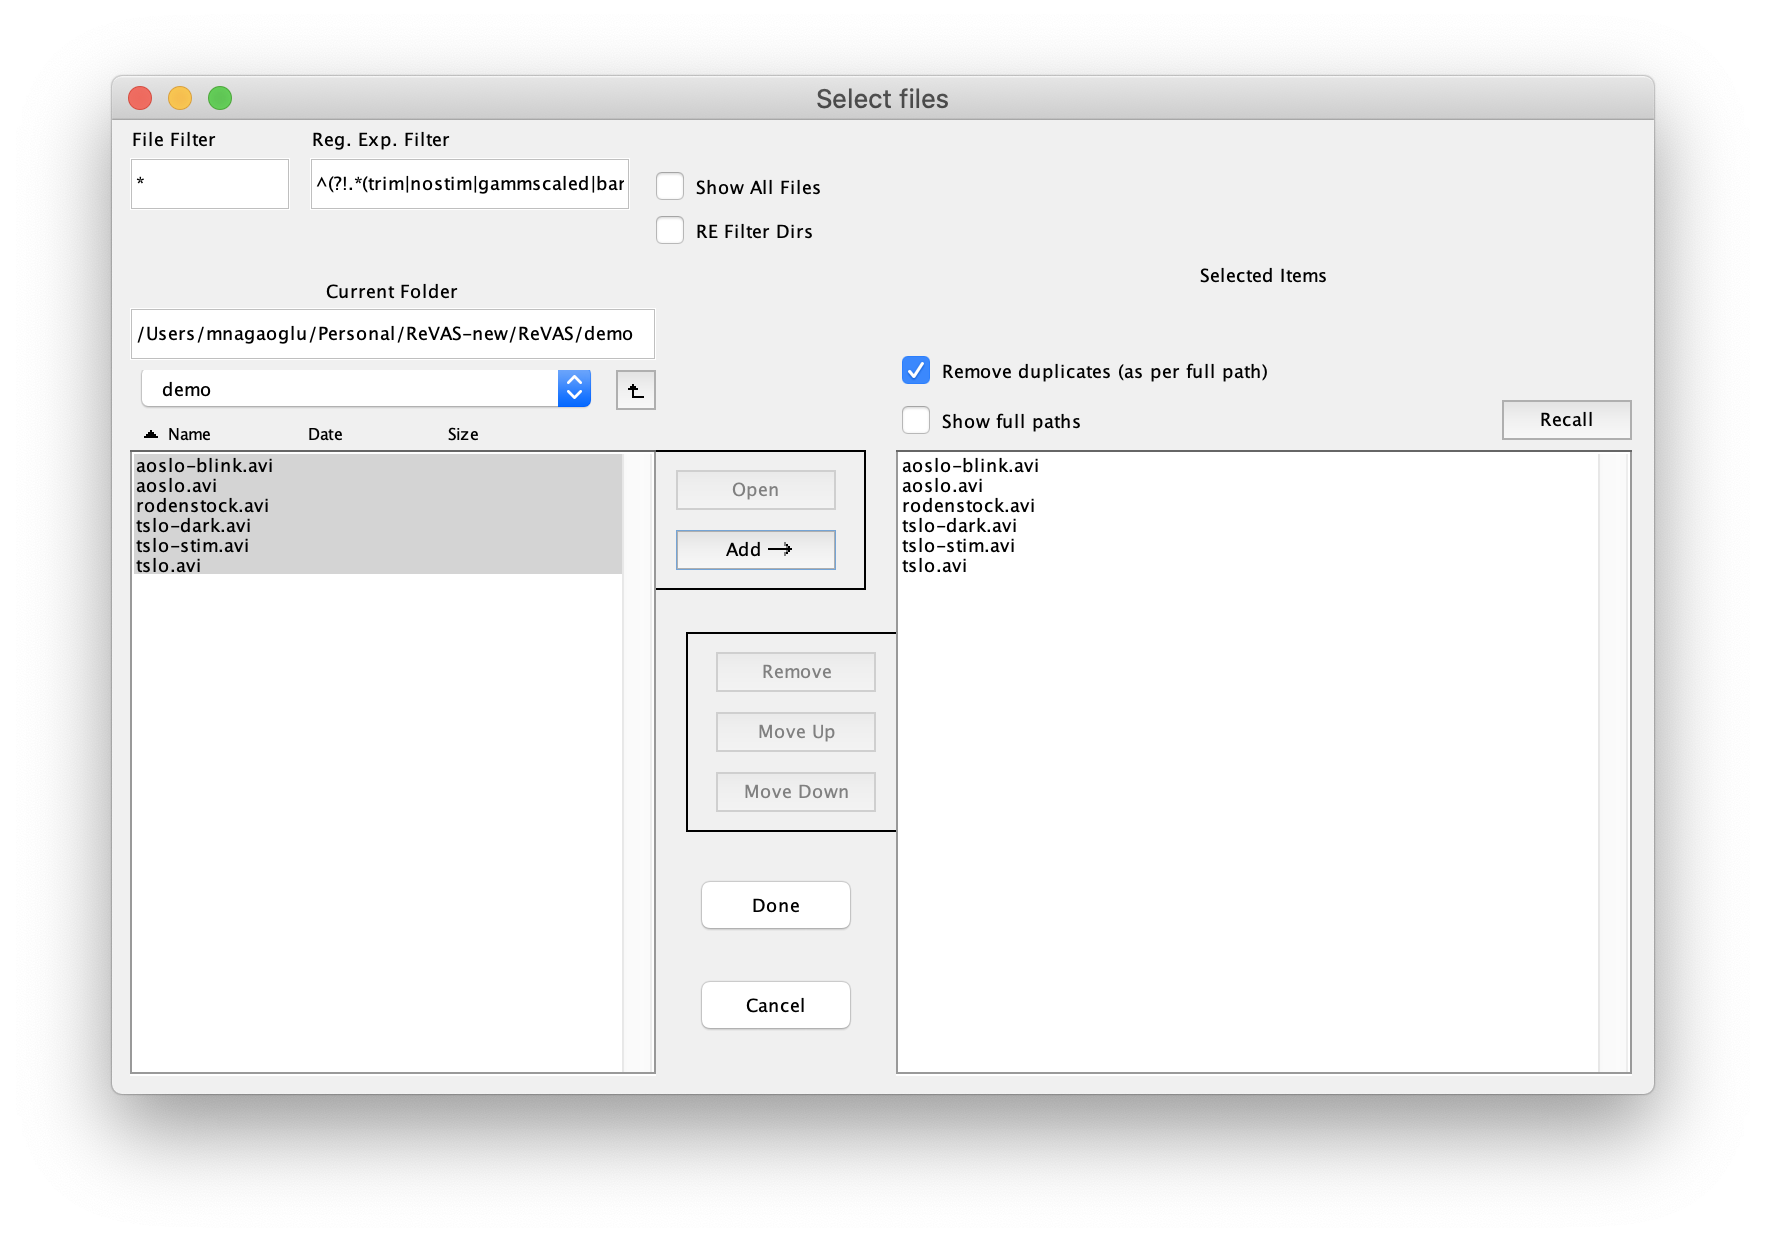 Select files
File Filter
Reg. Exp. Filter
*
^(?!.*(trim|nostim|gammscaled|bar
Show All Files
RE Filter Dirs
Selected Items
Current Folder
/Users/mnagaoglu/Personal/ReVAS-new/ReVAS/demo
demo
Remove duplicates (as per full path)
Show full paths
Recall
Name Date Size
aoslo-blink.avi
aoslo.avi
rodenstock.avi
tslo-dark.avi
tslo-stim.avi
tslo.avi
Open
Add
Remove
Move Up
Move Down
Done
Cancel
aoslo-blink.avi
aoslo.avi
rodenstock.avi
tslo-dark.avi
tslo-stim.avi
tslo.avi